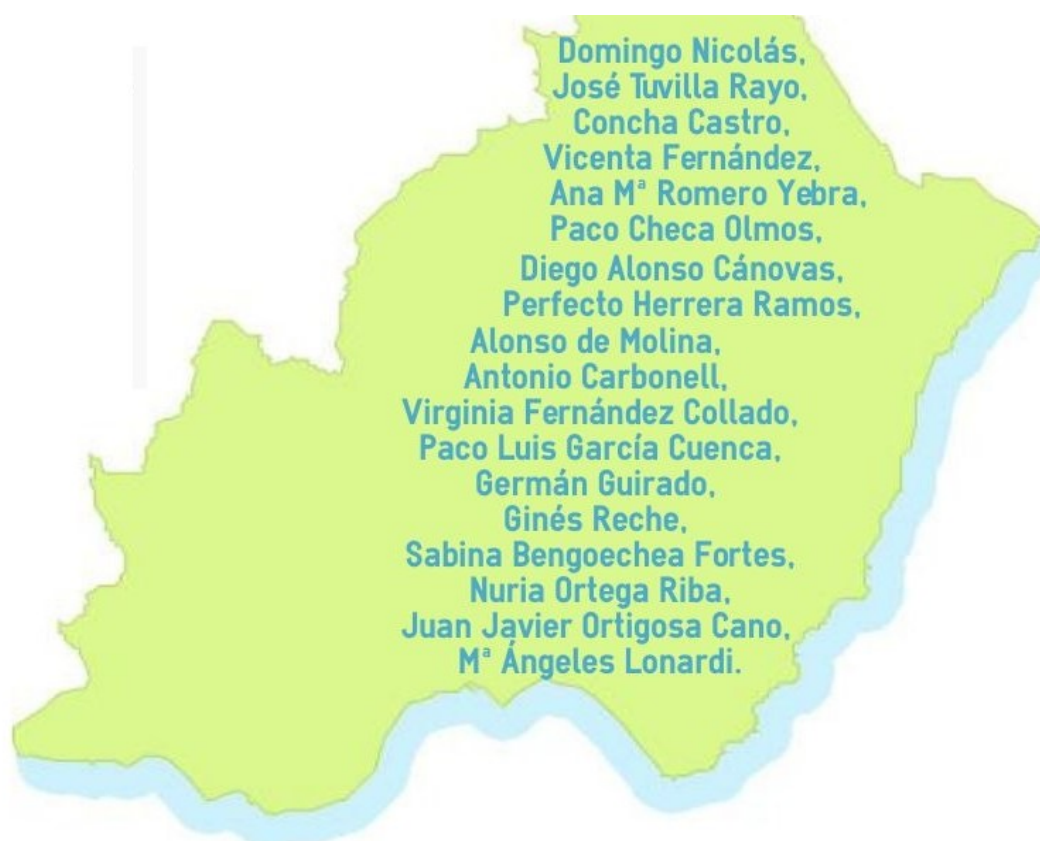 Domingo Nicolás,
José Tuvilla Rayo,
Concha Castro,
Vicenta Fernández,
Ana Mª Romero Yebra,
Paco Checa Olmos,
Diego Alonso Cánovas,
Perfecto Herrera Ramos,
Alonso de Molina,
Antonio Carbonell,
Virginia Fernández Collado,
Paco Luis García Cuenca,
Germán Guirado,
Ginés Reche,
Sabina Bengoechea Fortes,
Nuria Ortega Riba,
Juan Javier Ortigosa Cano,
Mª Ángeles Lonardi.